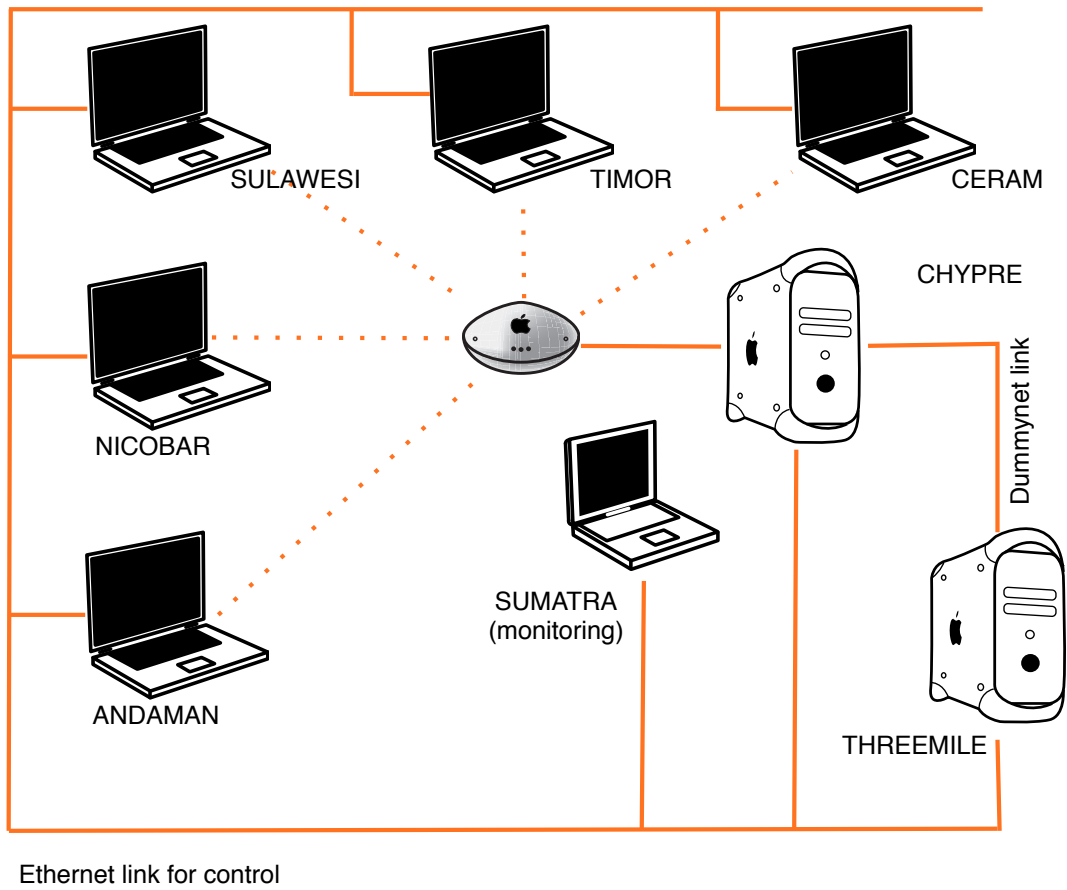 SULAWESI
TIMOR
CERAM
CHYPRE
Dummynet link
NICOBAR
SUMATRA
(monitoring)
ANDAMAN
THREEMILE
Ethernet link for control